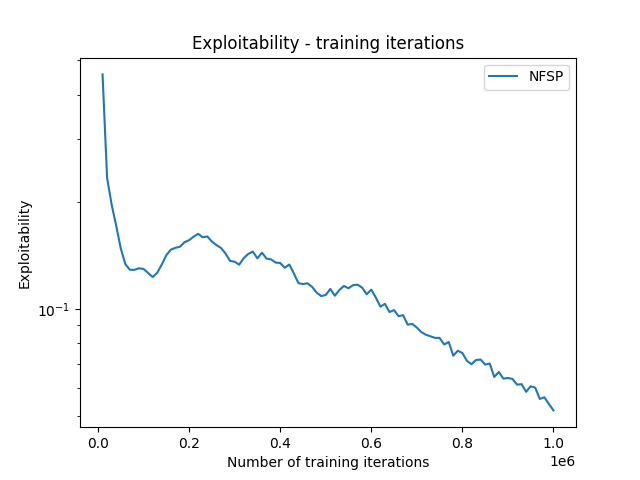 Exploitability - training iterations
NFSP
Exploitability
10⁻¹
0.0 0.2 0.4 0.6 0.8 1.0
1e6
Number of training iterations